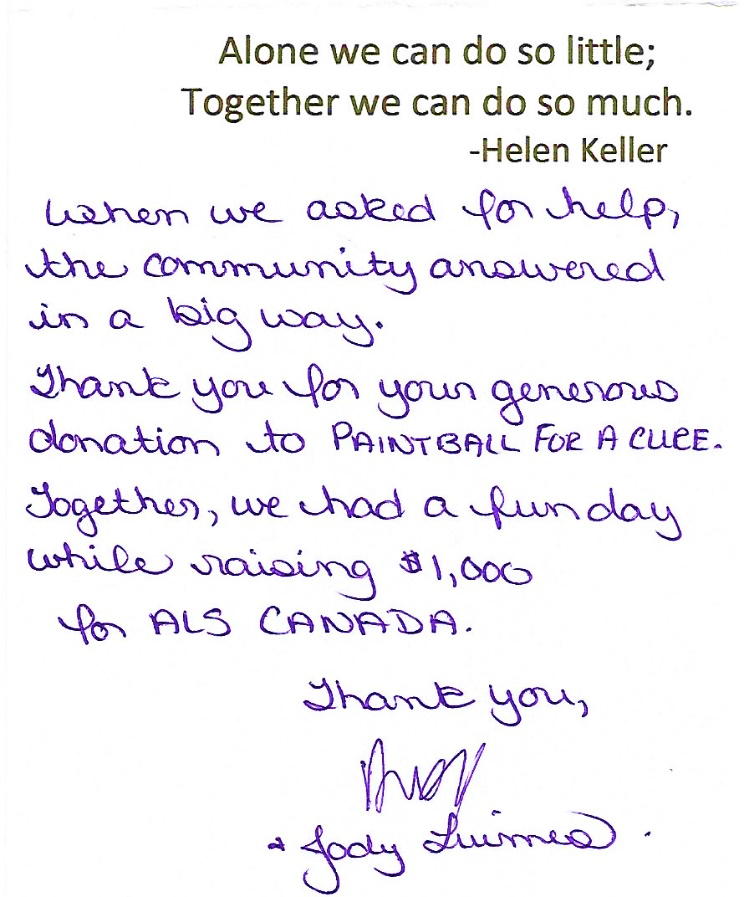 Alone we can do so little;
Together we can do so much.
-Helen Keller
When we asked for help,
the community answered
in a big way.
Thank you for your generous
donation to PAINTBALL FOR A CURE.
Together, we had a fun day
while raising $1,000
for ALS CANADA.
Thank you,
+ Jody